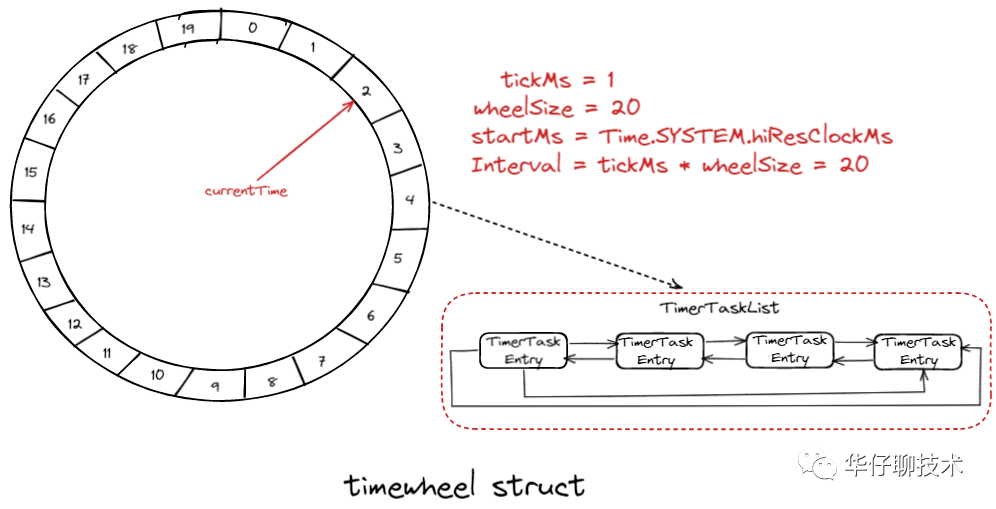 0
1
2
3
4
5
6
7
8
9
10
11
12
13
14
15
16
17
18
19
currentTime
tickMs = 1
wheelSize = 20
startMs = Time.SYSTEM.hiResClockMs
Interval = tickMs * wheelSize = 20
TimerTaskList
TimerTask
Entry
TimerTask
Entry
TimerTask
Entry
TimerTask
Entry
华仔聊技术
timewheel struct